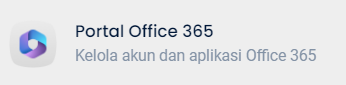 Portal Office 365
Kelola akun dan aplikasi Office 365